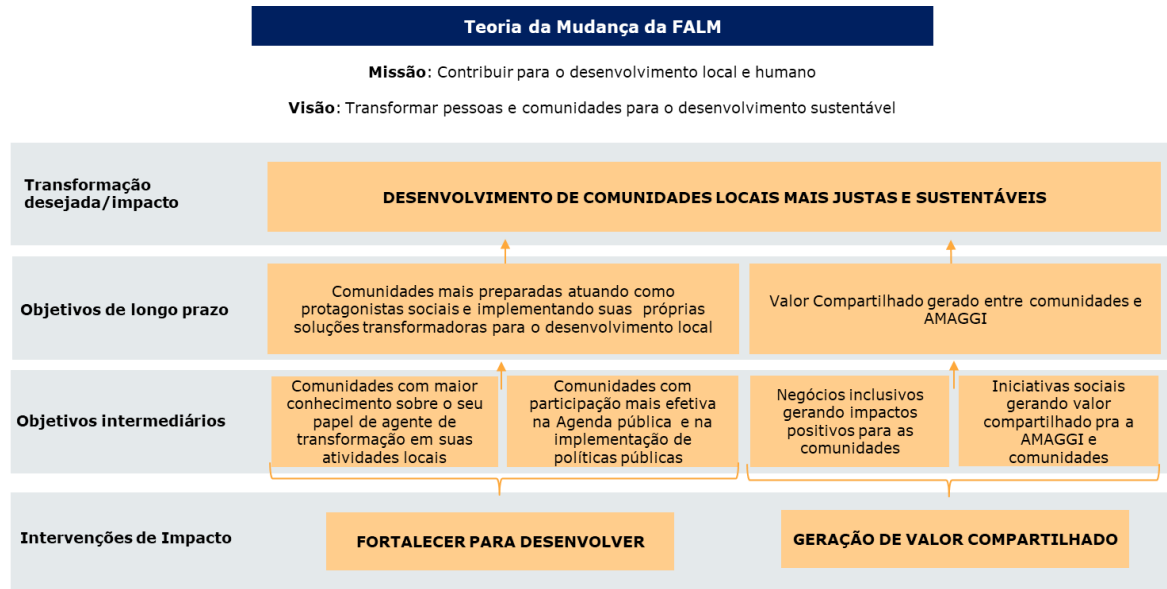 Teoria da Mudança da FALM
Missão: Contribuir para o desenvolvimento local e humano
Visão: Transformar pessoas e comunidades para o desenvolvimento sustentável
Transformação
desejada/impacto
DESENVOLVIMENTO DE COMUNIDADES LOCAIS MAIS JUSTAS E SUSTENTÁVEIS
Objetivos de longo prazo
Comunidades mais preparadas atuando como
protagonistas sociais e implementando suas próprias
soluções transformadoras para o desenvolvimento local
Valor Compartilhado gerado entre comunidades e
AMAGGI
Objetivos intermediários
Comunidades com maior
conhecimento sobre o seu
papel de agente de
transformação em suas
atividades locais
Comunidades com
participação mais efetiva
na Agenda pública e na
implementação de
políticas públicas
Negócios inclusivos
gerando impactos
positivos para as
comunidades
Iniciativas sociais
gerando valor
compartilhado pra a
AMAGGI e
comunidades
Intervenções de Impacto
FORTALECER PARA DESENVOLVER
GERAÇÃO DE VALOR COMPARTILHADO